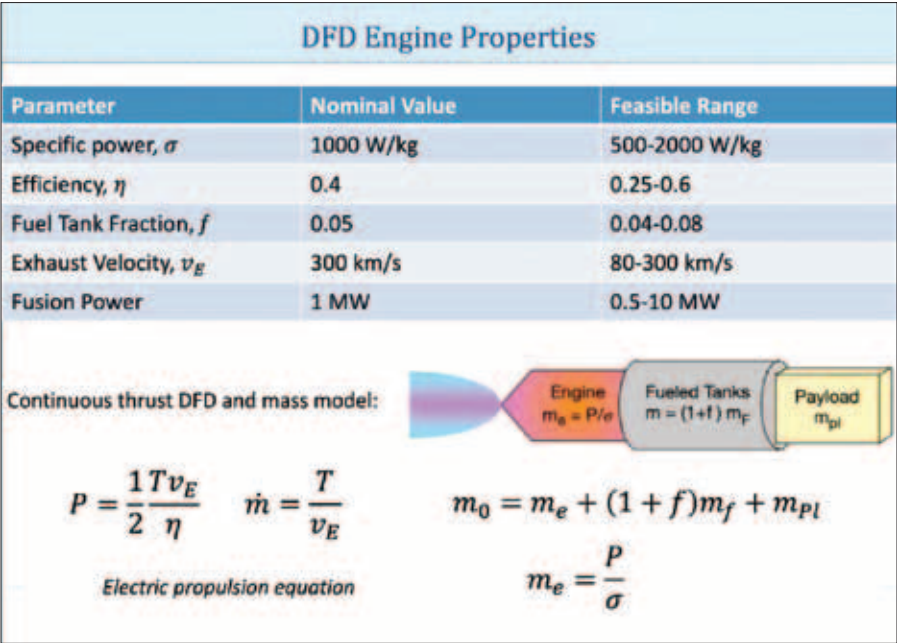 DFD Engine Properties
Parameter Nominal Value Feasible Range
Specific power, σ 1000 W/kg 500-2000 W/kg
Efficiency, η 0.4 0.25-0.6
Fuel Tank Fraction, f 0.05 0.04-0.08
Exhaust Velocity, v_E 300 km/s 80-300 km/s
Fusion Power 1 MW 0.5-10 MW
Continuous thrust DFD and mass model:
Engine
m_e = P/σ
Fueled Tanks
m = (1+f) m_F
Payload
m_pl
P = 1/2 Tv_E/η ṁ = T/v_E
Electric propulsion equation
m_0 = m_e + (1 + f)m_f + m_Pl
m_e = P/σ